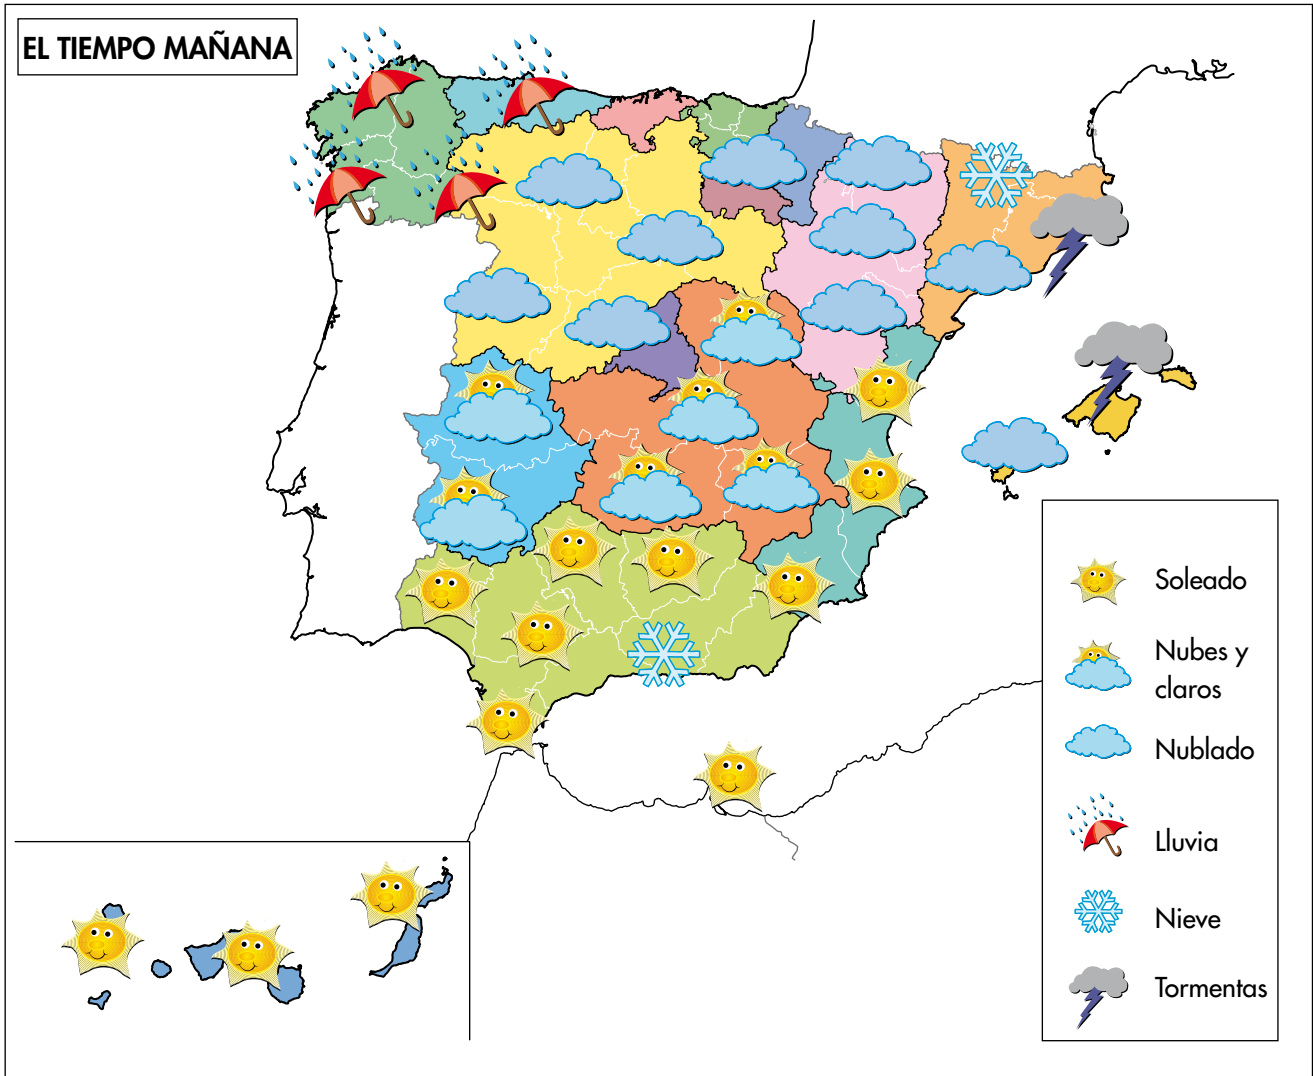 EL TIEMPO MAÑANA
Soleado
Nubes y
claros
Nublado
Lluvia
Nieve
Tormentas